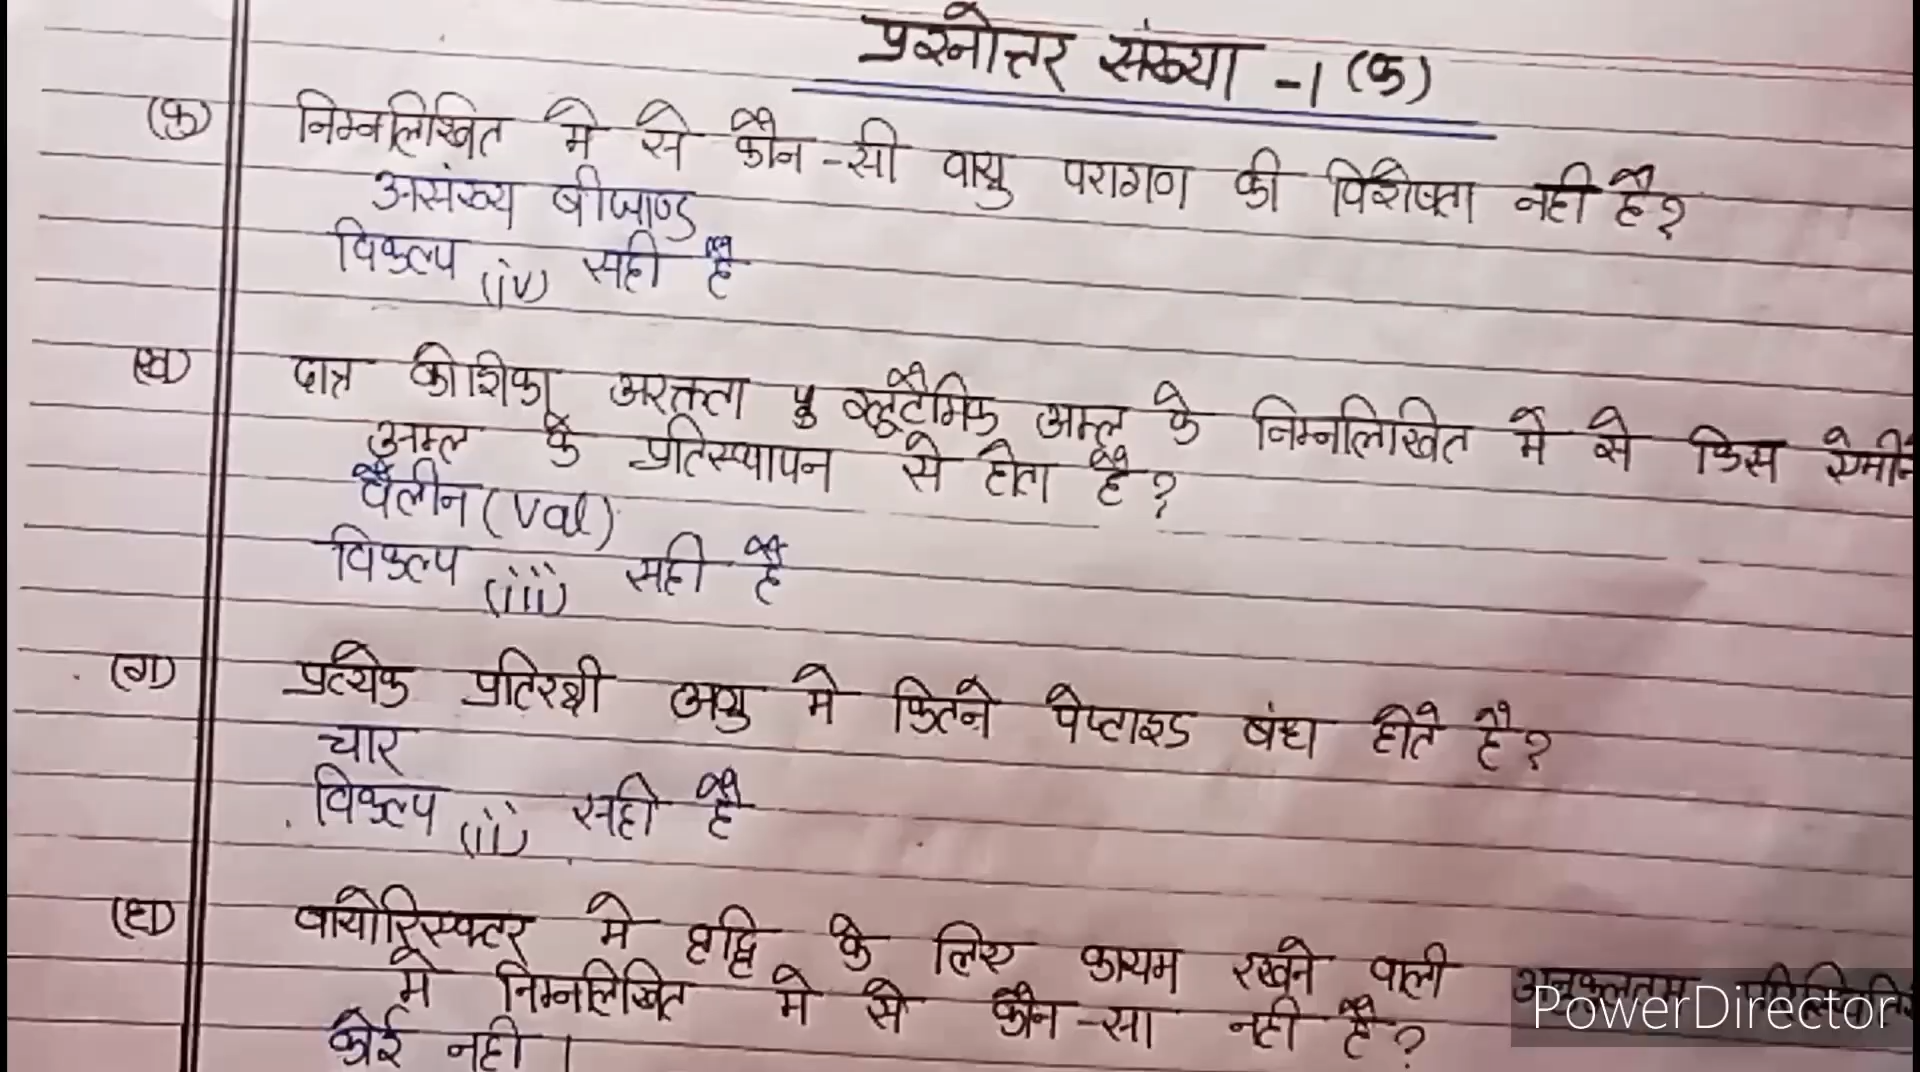 प्रश्नोत्तर संख्या -1 (क)
(क) निम्नलिखित मे से कौन-सी वायु परागण की विशेषता नही है?
असंख्य बीजाण्ड
विकल्प (iv) सही है
(ख) दात्र कोशिका अरक्तता ग्लूटैमिक अम्ल के निम्नलिखित मे से किस
अम्ल के प्रतिस्थापन से होता है?
वैलीन (Val)
विकल्प (iii) सही है
(ग) प्रत्येक प्रतिरक्षी अणु मे कितने पेप्टाइड बंध होते है?
चार
विकल्प (ii) सही है
(घ) बायोरिएक्टर मे वृद्धि के लिए कायम रखने वाली अनुकूलतम
मे निम्नलिखित मे से कौन-सा नही है?
कोई नही।
PowerDirector